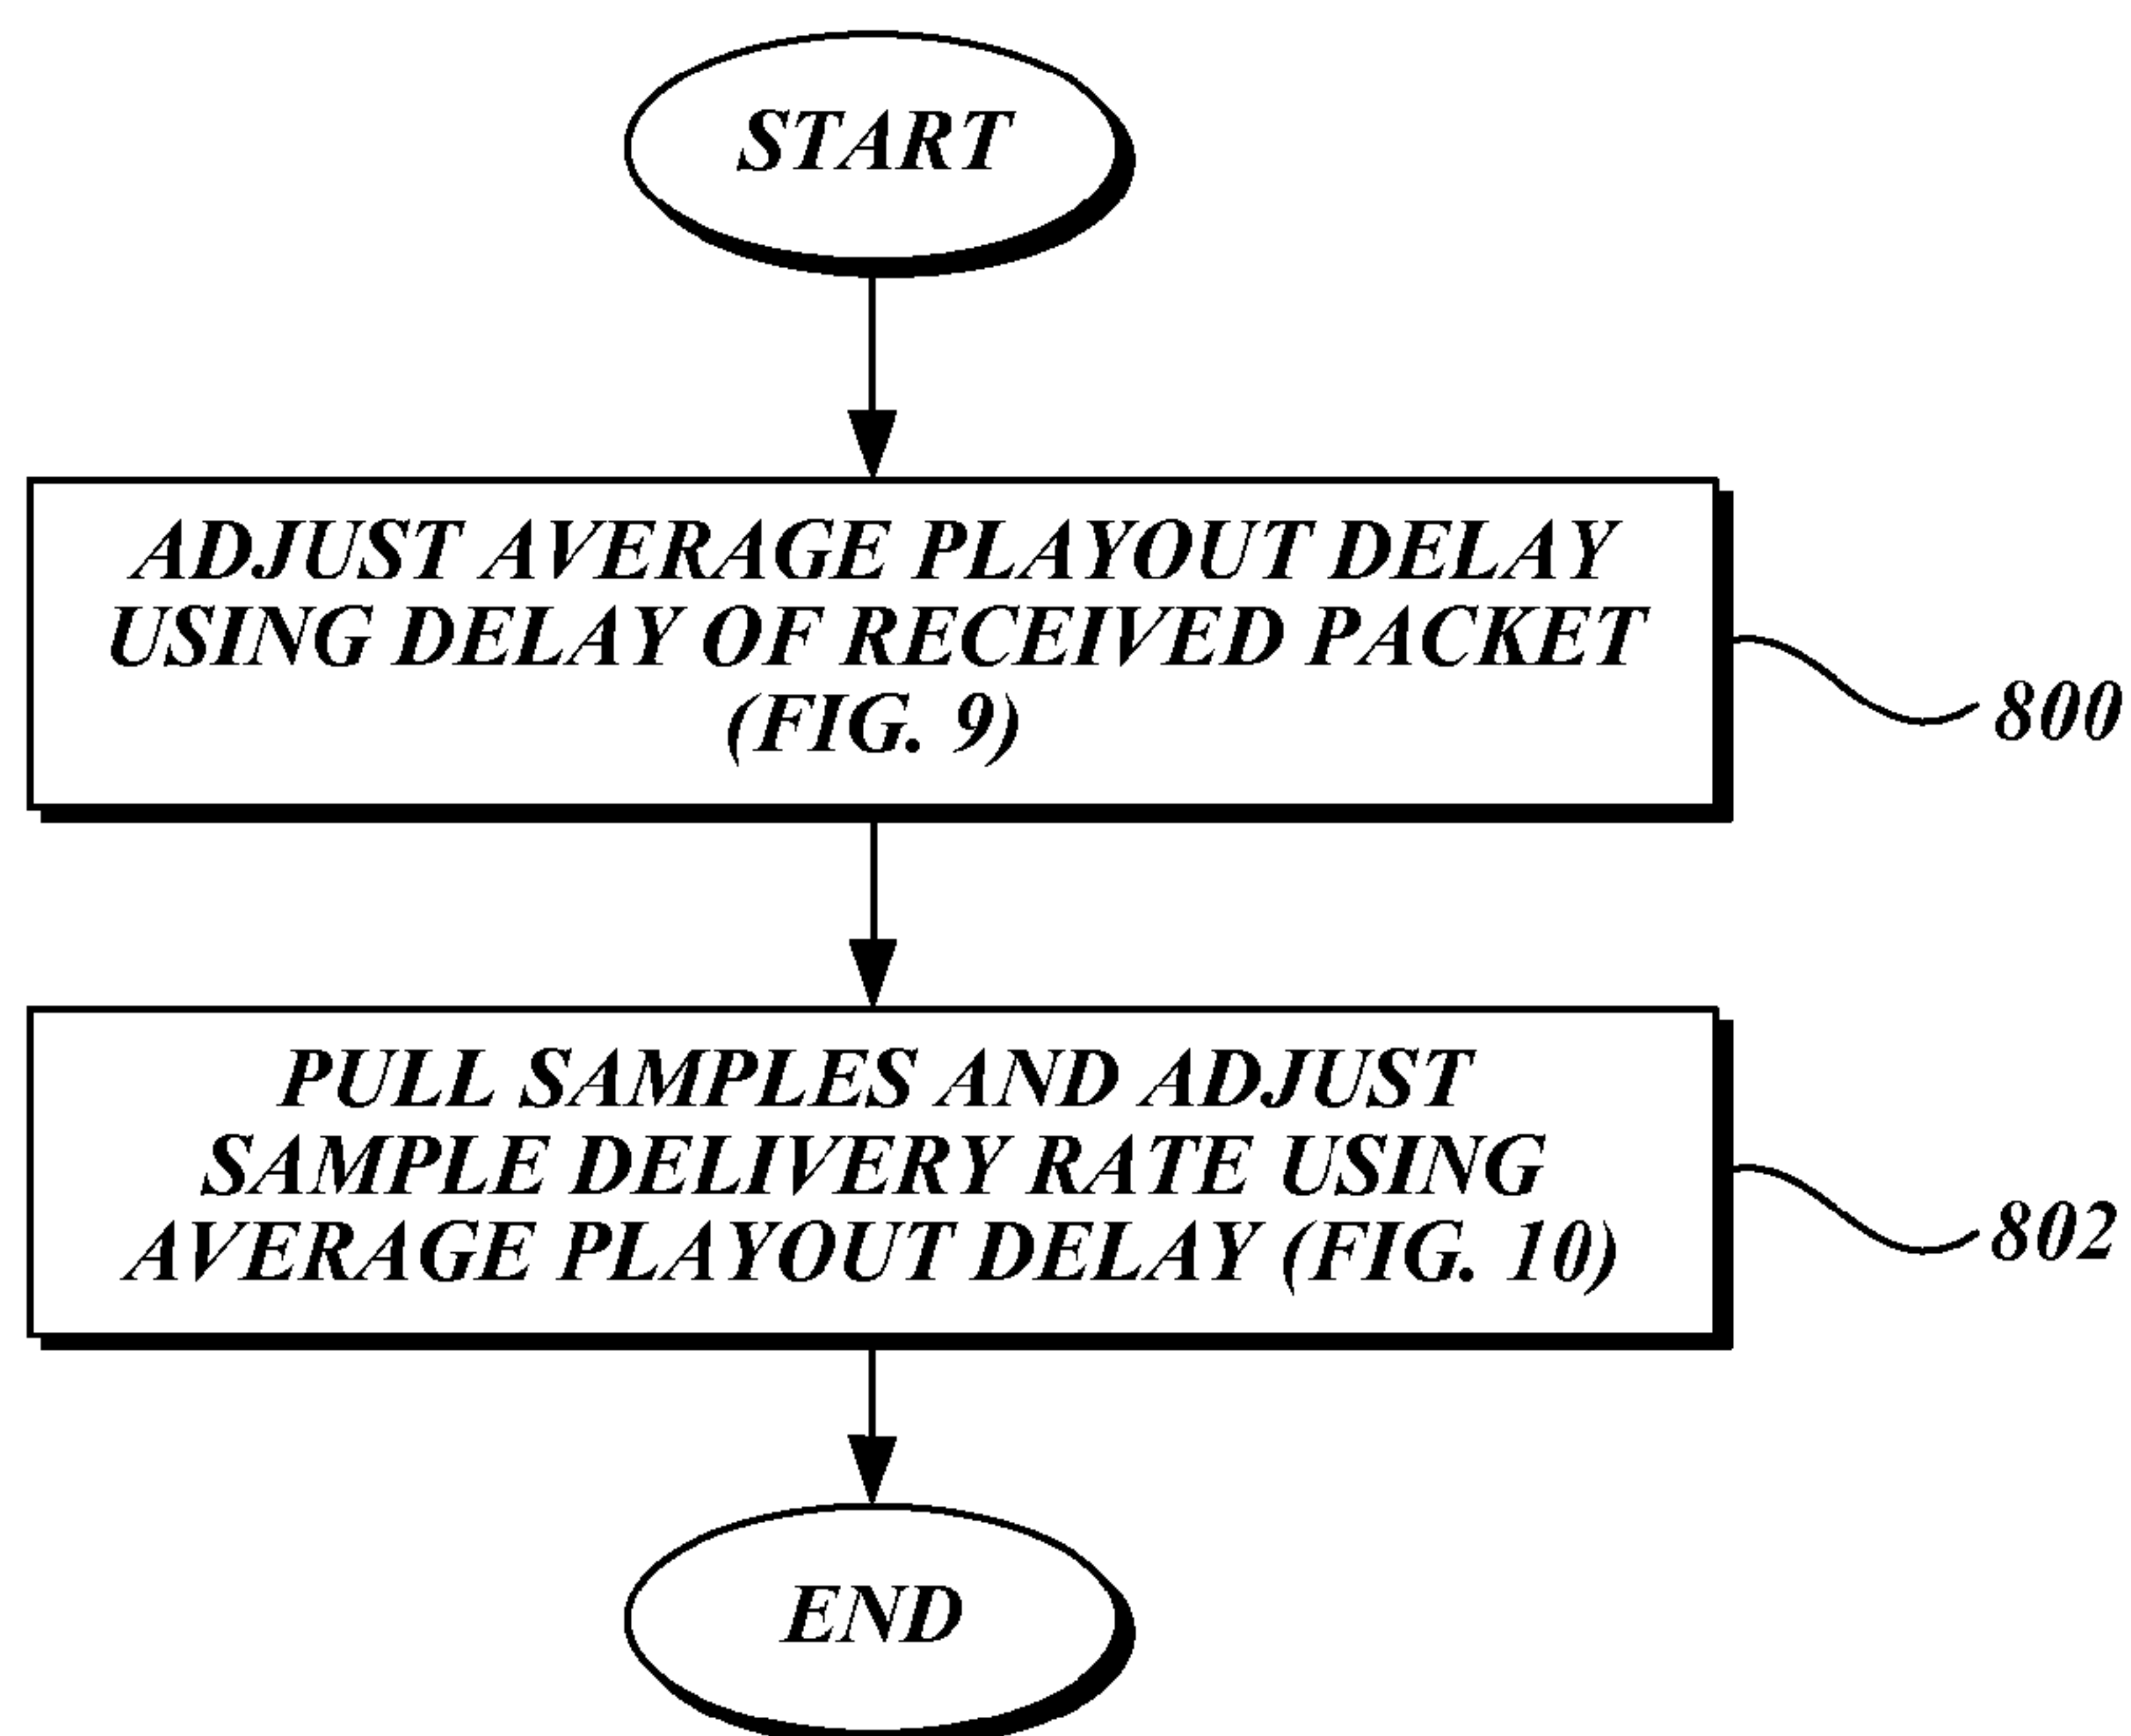 START
ADJUST AVERAGE PLAYOUT DELAY
USING DELAY OF RECEIVED PACKET
(FIG. 9)
800
PULL SAMPLES AND ADJUST
SAMPLE DELIVERY RATE USING
AVERAGE PLAYOUT DELAY (FIG. 10)
802
END